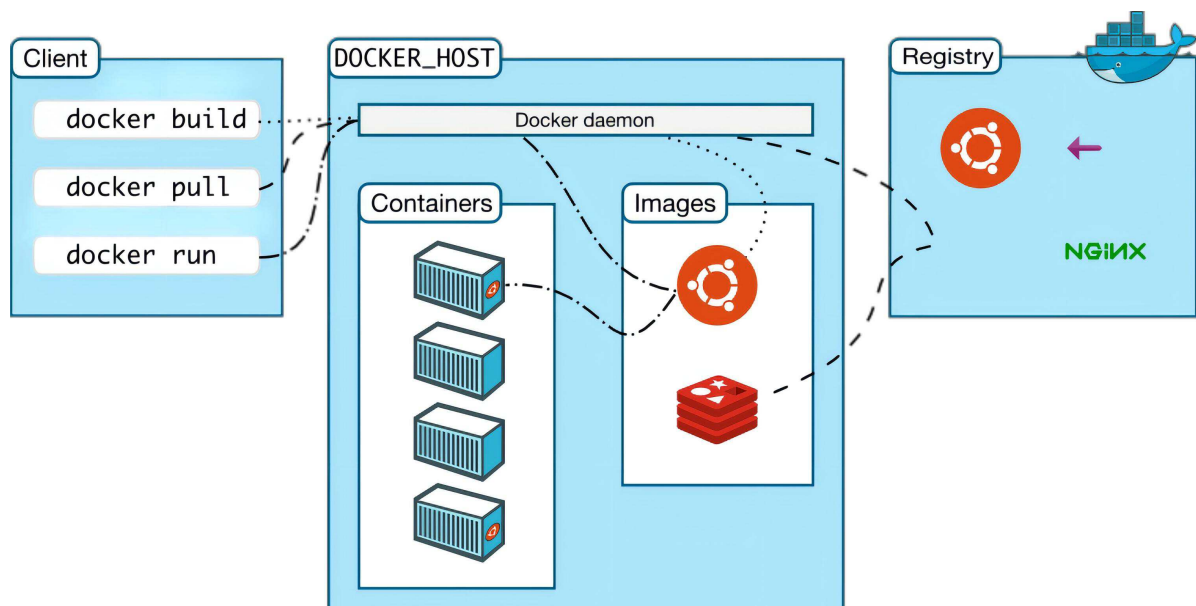 Client
docker build
docker pull
docker run
DOCKER_HOST
Docker daemon
Containers
Images
Registry
NGiNX